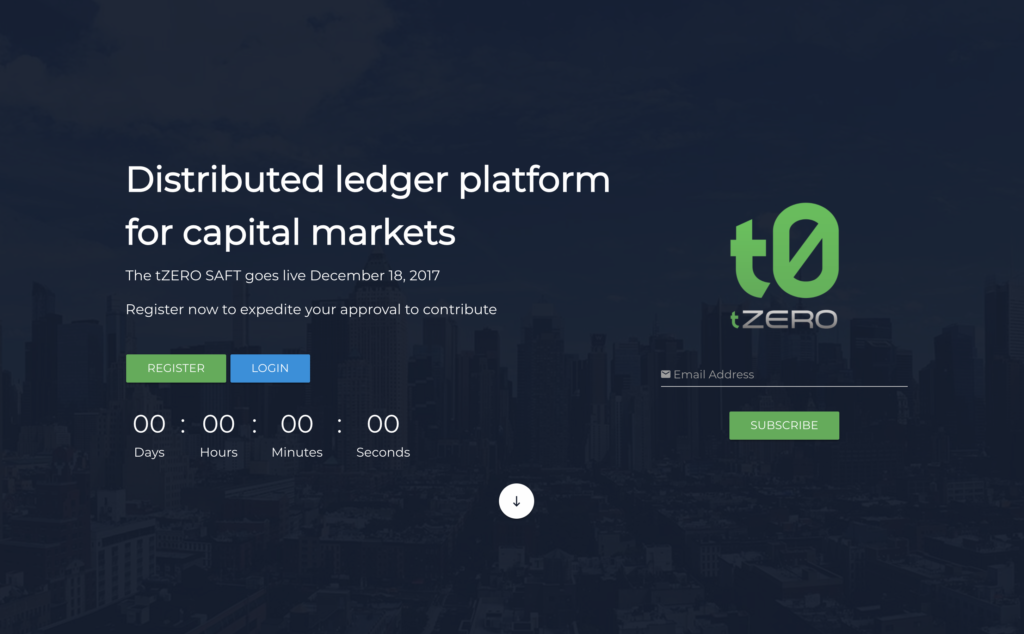 Distributed ledger platform
for capital markets
The tZERO SAFT goes live December 18, 2017
Register now to expedite your approval to contribute
REGISTER LOGIN
00 : 00 : 00 : 00
Days Hours Minutes Seconds
t0
tZERO
Email Address
SUBSCRIBE